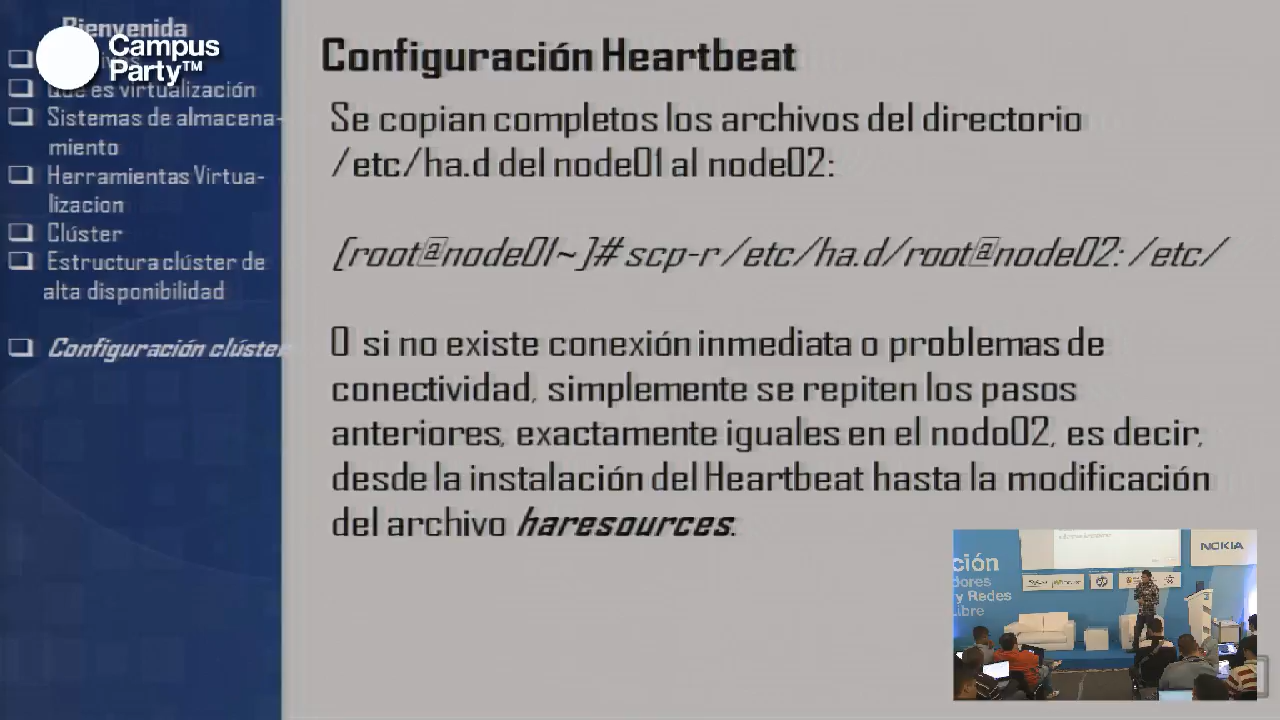 Bienvenida
Campus
Party™
es virtualización
Sistemas de almacena-
miento
Herramientas Virtua-
lizacion
Clúster
Estructura clúster de
alta disponibilidad
Configuración clúster
Configuración Heartbeat
Se copian completos los archivos del directorio
/etc/ha.d del node01 al node02:
[root@node01~]# scp-r/etc/ha.d/root@node02:/etc/
O si no existe conexión inmediata o problemas de
conectividad, simplemente se repiten los pasos
anteriores, exactamente iguales en el nodo02, es decir,
desde la instalación del Heartbeat hasta la modificación
del archivo haresources.
ción
dores
y Redes
Libre
NOKIA